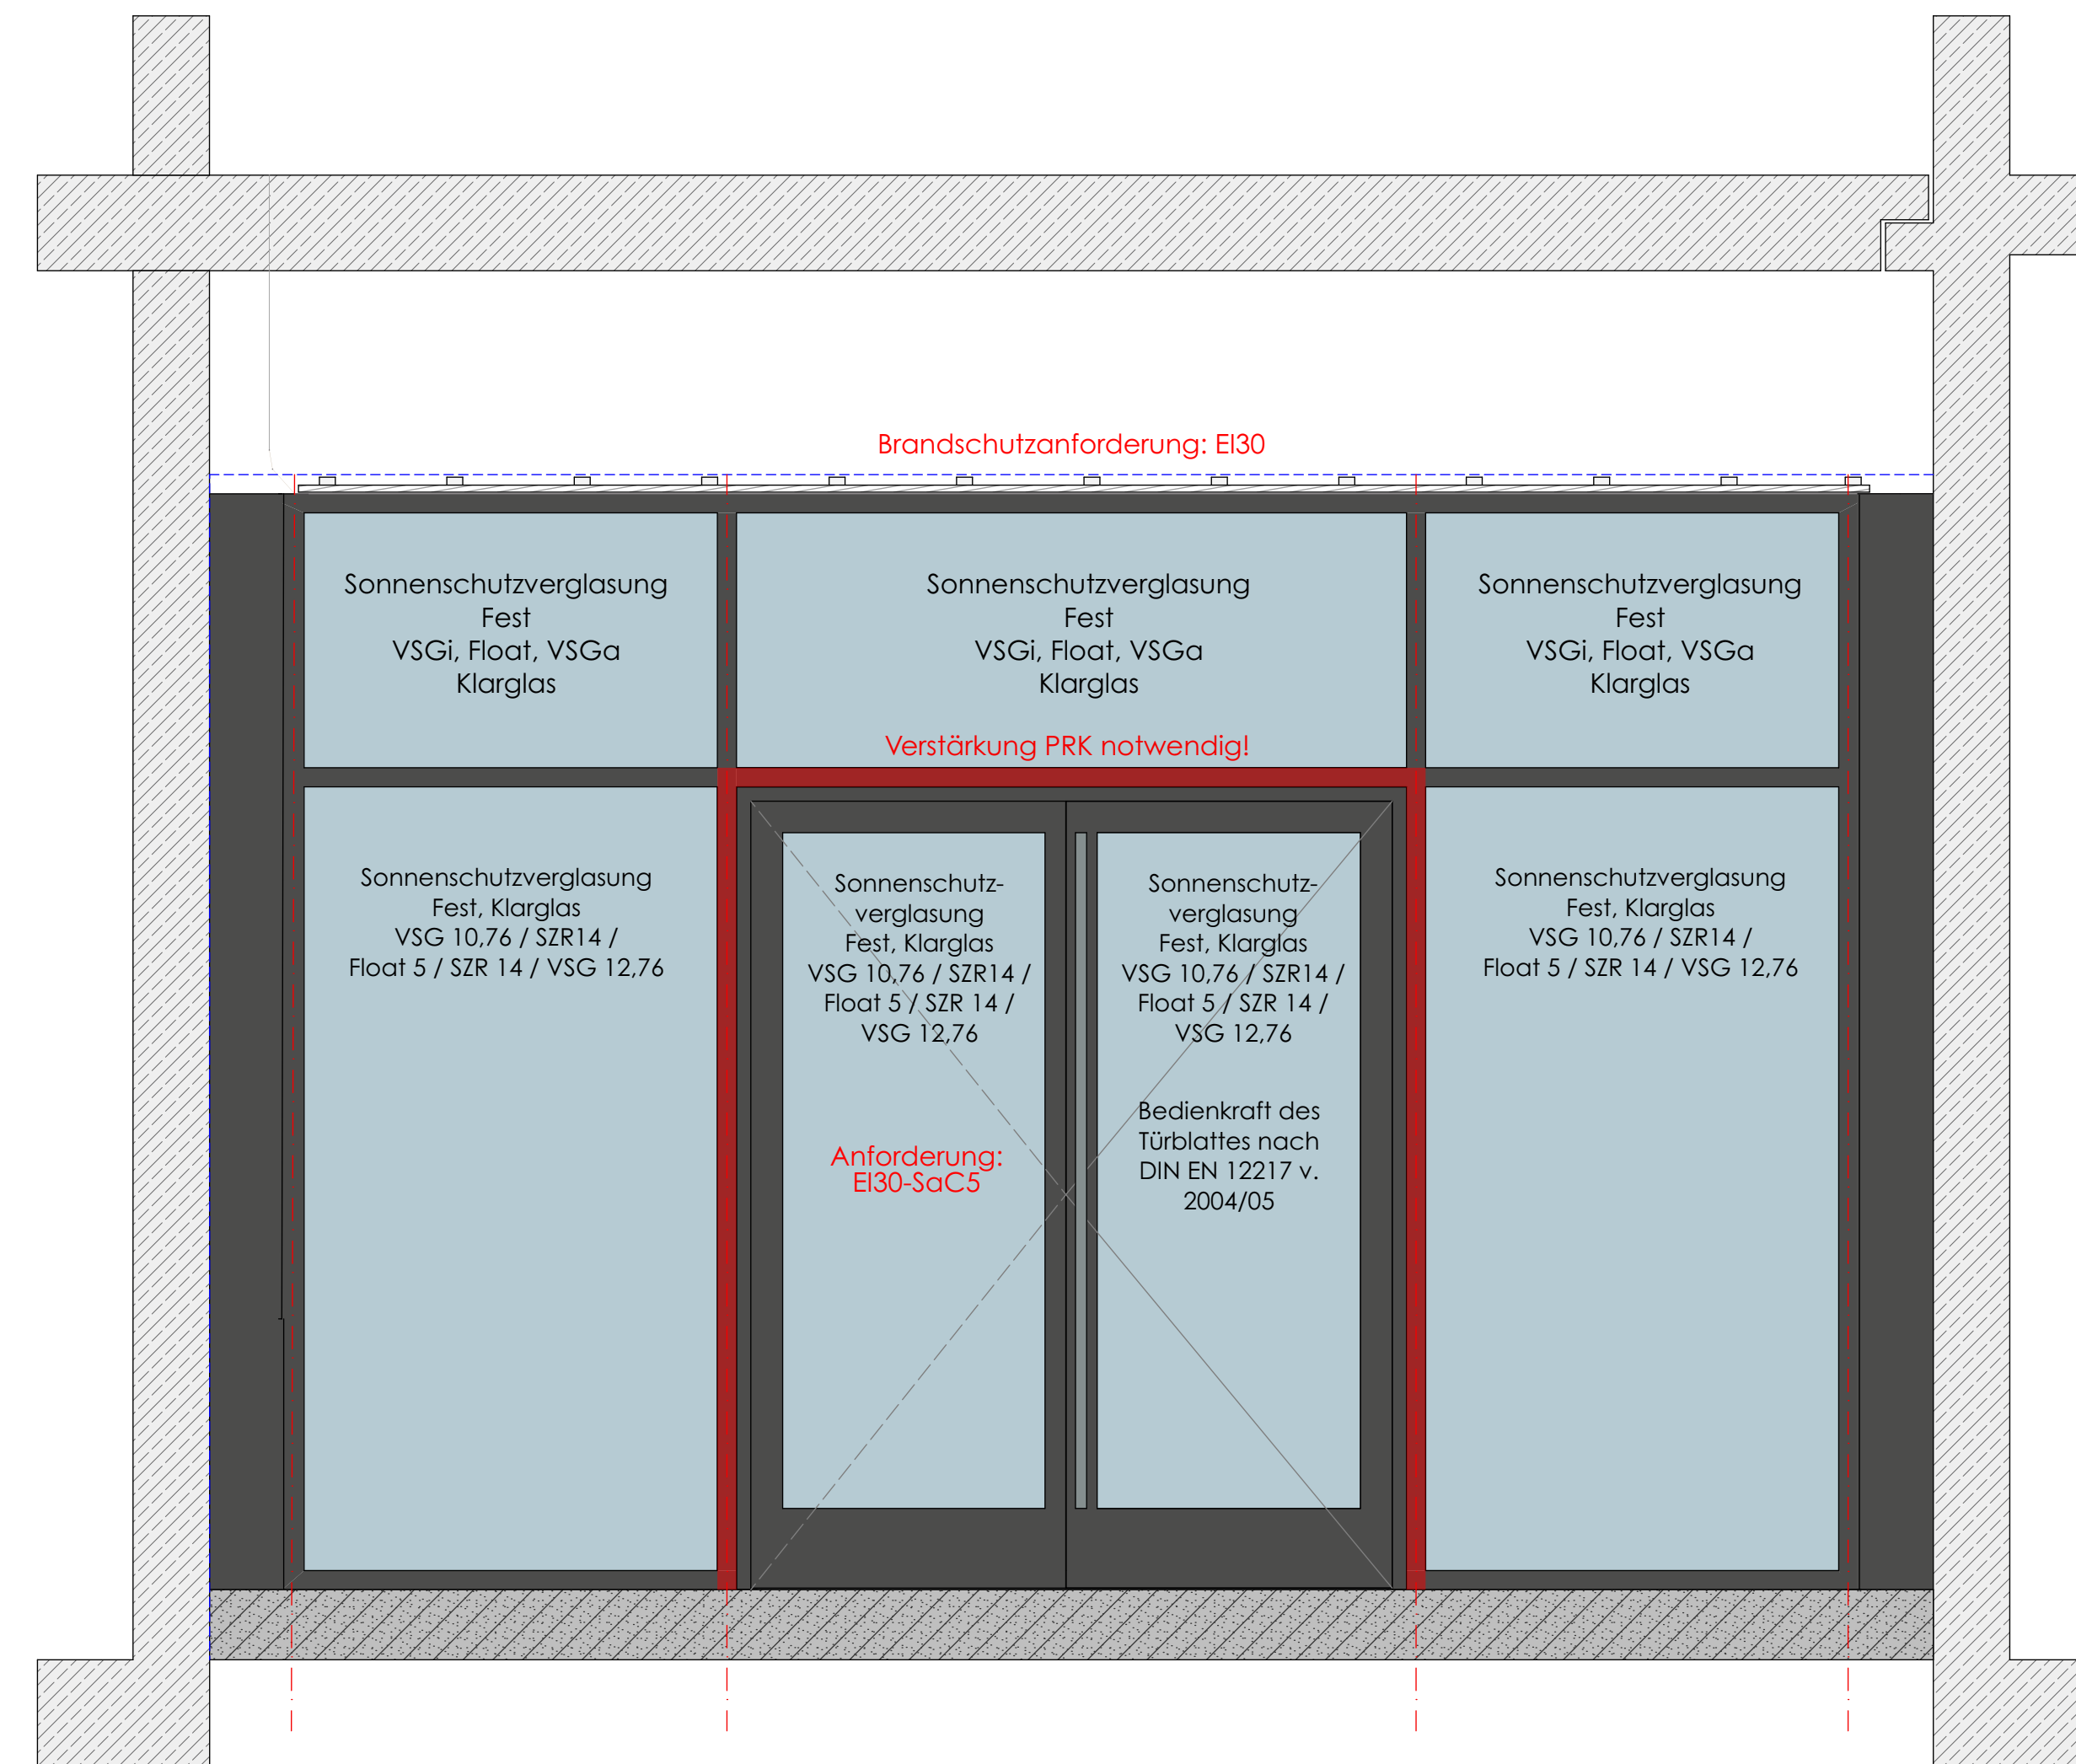 Brandschutzanforderung: EI30
Sonnenschutzverglasung
Fest
VSGi, Float, VSGa
Klarglas
Sonnenschutzverglasung
Fest
VSGi, Float, VSGa
Klarglas
Sonnenschutzverglasung
Fest
VSGi, Float, VSGa
Klarglas
Verstärkung PRK notwendig!
Sonnenschutzverglasung
Fest, Klarglas
VSG 10,76 / SZR14 /
Float 5 / SZR 14 / VSG 12,76
Sonnenschutz-
verglasung
Fest, Klarglas
VSG 10,76 / SZR14 /
Float 5 / SZR 14 /
VSG 12,76
Anforderung:
EI30-SaC5
Sonnenschutz-
verglasung
Fest, Klarglas
VSG 10,76 / SZR14 /
Float 5 / SZR 14 /
VSG 12,76
Bedienkraft des
Türblattes nach
DIN EN 12217 v.
2004/05
Sonnenschutzverglasung
Fest, Klarglas
VSG 10,76 / SZR14 /
Float 5 / SZR 14 / VSG 12,76